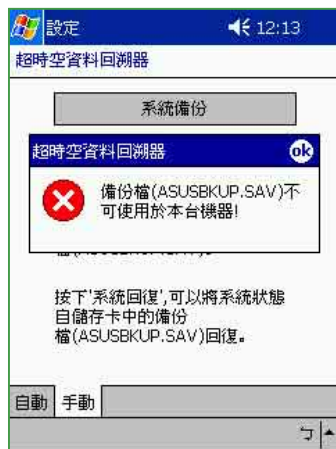 設定
12:13
超時空資料回溯器
系統備份
超時空資料回溯器
ok
備份檔(ASUSBKUP.SAV)不
可使用於本台機器!
按下'系統回復',可以將系統狀態
自儲存卡中的備份
檔(ASUSBKUP.SAV)回復。
自動 手動
ㄅ